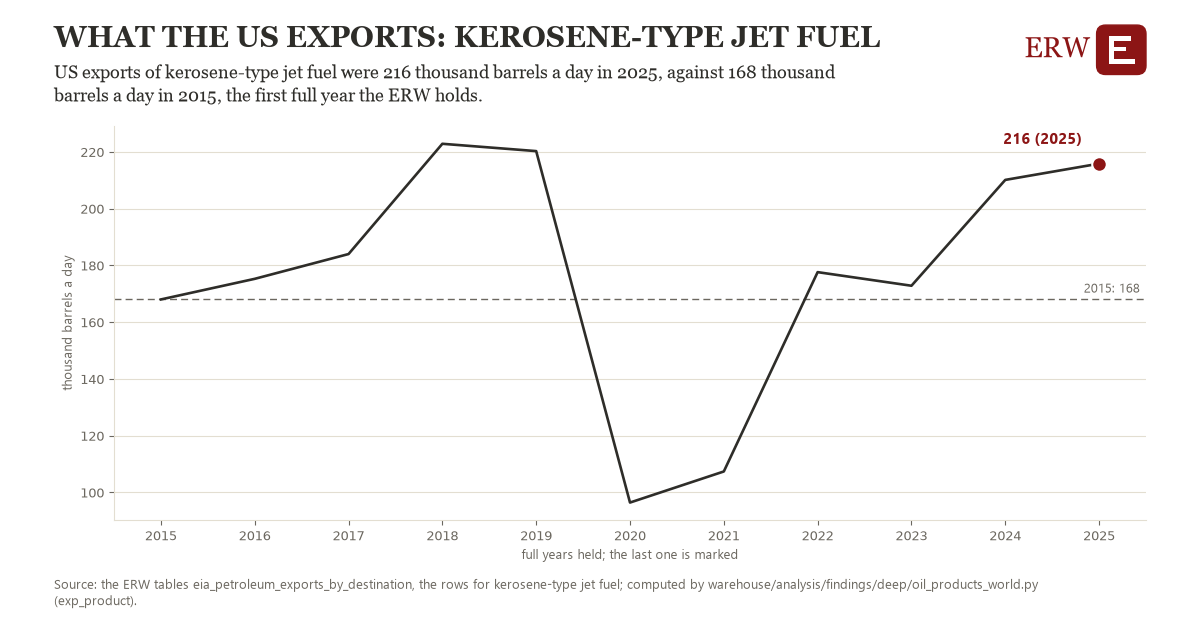 WHAT THE US EXPORTS: KEROSENE-TYPE JET FUEL
US exports of kerosene-type jet fuel were 216 thousand barrels a day in 2025, against 168 thousand
barrels a day in 2015, the first full year the ERW holds.
ERW E
216 (2025)
220
200
180
160
140
120
100
thousand barrels a day
2015: 168
2015 2016 2017 2018 2019 2020 2021 2022 2023 2024 2025
full years held; the last one is marked
Source: the ERW tables eia_petroleum_exports_by_destination, the rows for kerosene-type jet fuel; computed by warehouse/analysis/findings/deep/oil_products_world.py
(exp_product).